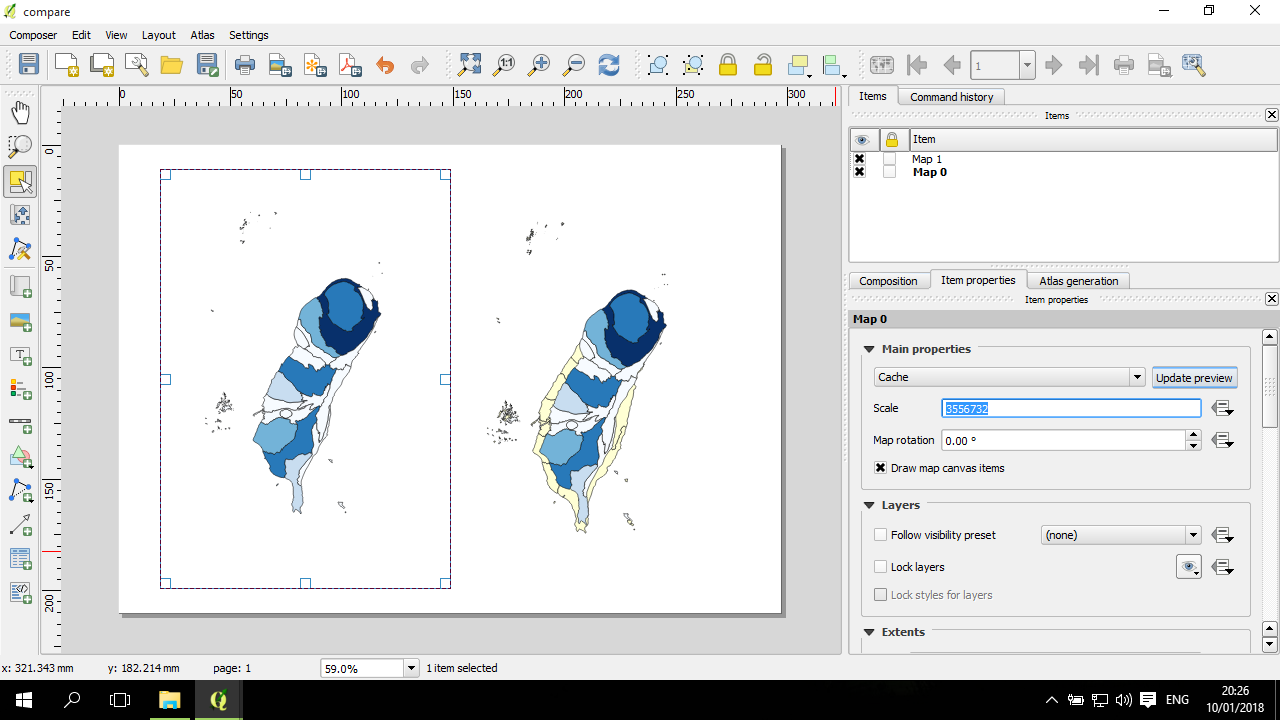 compare
Composer Edit View Layout Atlas Settings
1:1
1
0 50 100 150 200 250 300
0
50
100
150
200
Items Command history
Items
Item
Map 1
Map 0
Composition Item properties Atlas generation
Item properties
Map 0
Main properties
Cache Update preview
Scale 3556732
Map rotation 0.00 °
Draw map canvas items
Layers
Follow visibility preset (none)
Lock layers
Lock styles for layers
Extents
x: 321.343 mm y: 182.214 mm page: 1 59.0% 1 item selected
ENG
20:26
10/01/2018